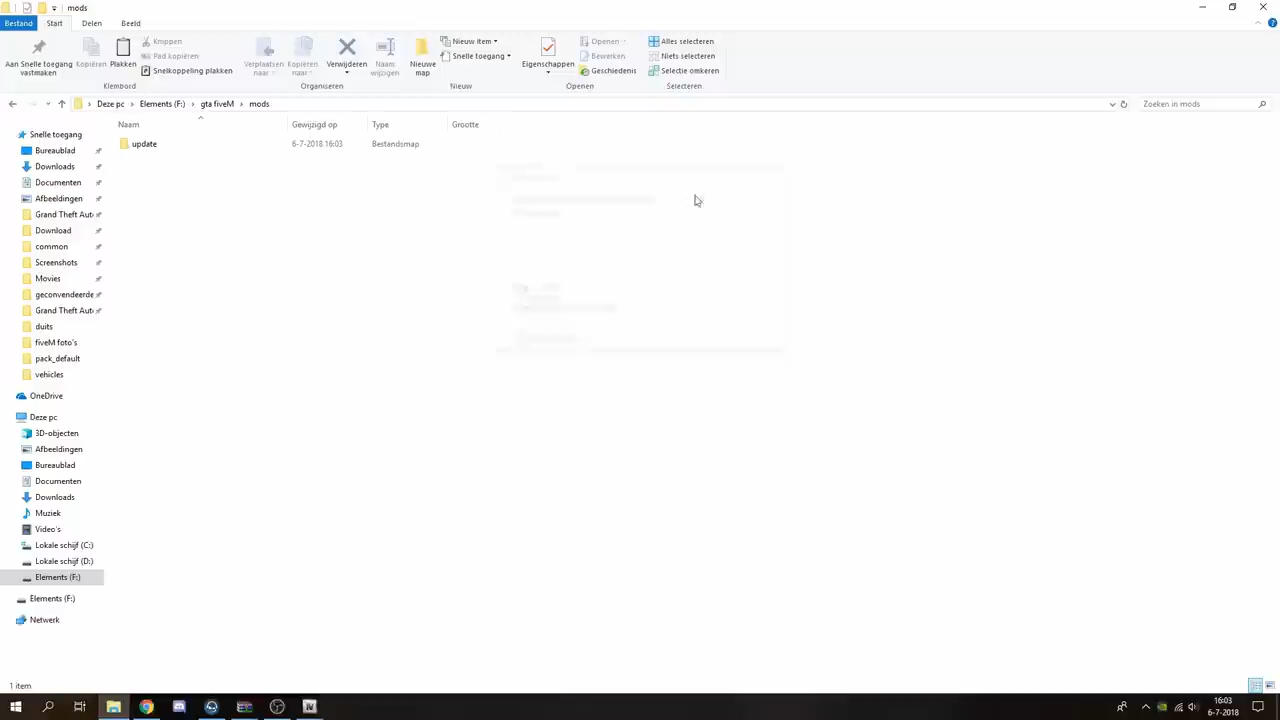 mods
Bestand Start Delen Beeld
Aan Snelle toegang vastmaken
Kopiëren
Plakken
Knippen
Pad kopiëren
Snelkoppeling plakken
Klembord
Verplaatsen naar
Kopiëren naar
Verwijderen
Naam wijzigen
Organiseren
Nieuwe map
Nieuw item
Snelle toegang
Nieuw
Eigenschappen
Openen
Bewerken
Geschiedenis
Openen
Alles selecteren
Niets selecteren
Selectie omkeren
Selecteren
Deze pc › Elements (F:) › gta fiveM › mods
Zoeken in mods
Naam Gewijzigd op Type Grootte
update 6-7-2018 16:03 Bestandsmap
Snelle toegang
Bureaublad
Downloads
Documenten
Afbeeldingen
Grand Theft Aut
Download
common
Screenshots
Movies
geconvendeerde
Grand Theft Aut
duits
fiveM foto's
pack_default
vehicles
OneDrive
Deze pc
3D-objecten
Afbeeldingen
Bureaublad
Documenten
Downloads
Muziek
Video's
Lokale schijf (C:)
Lokale schijf (D:)
Elements (F:)
Elements (F:)
Netwerk
1 item
IV
16:03
6-7-2018